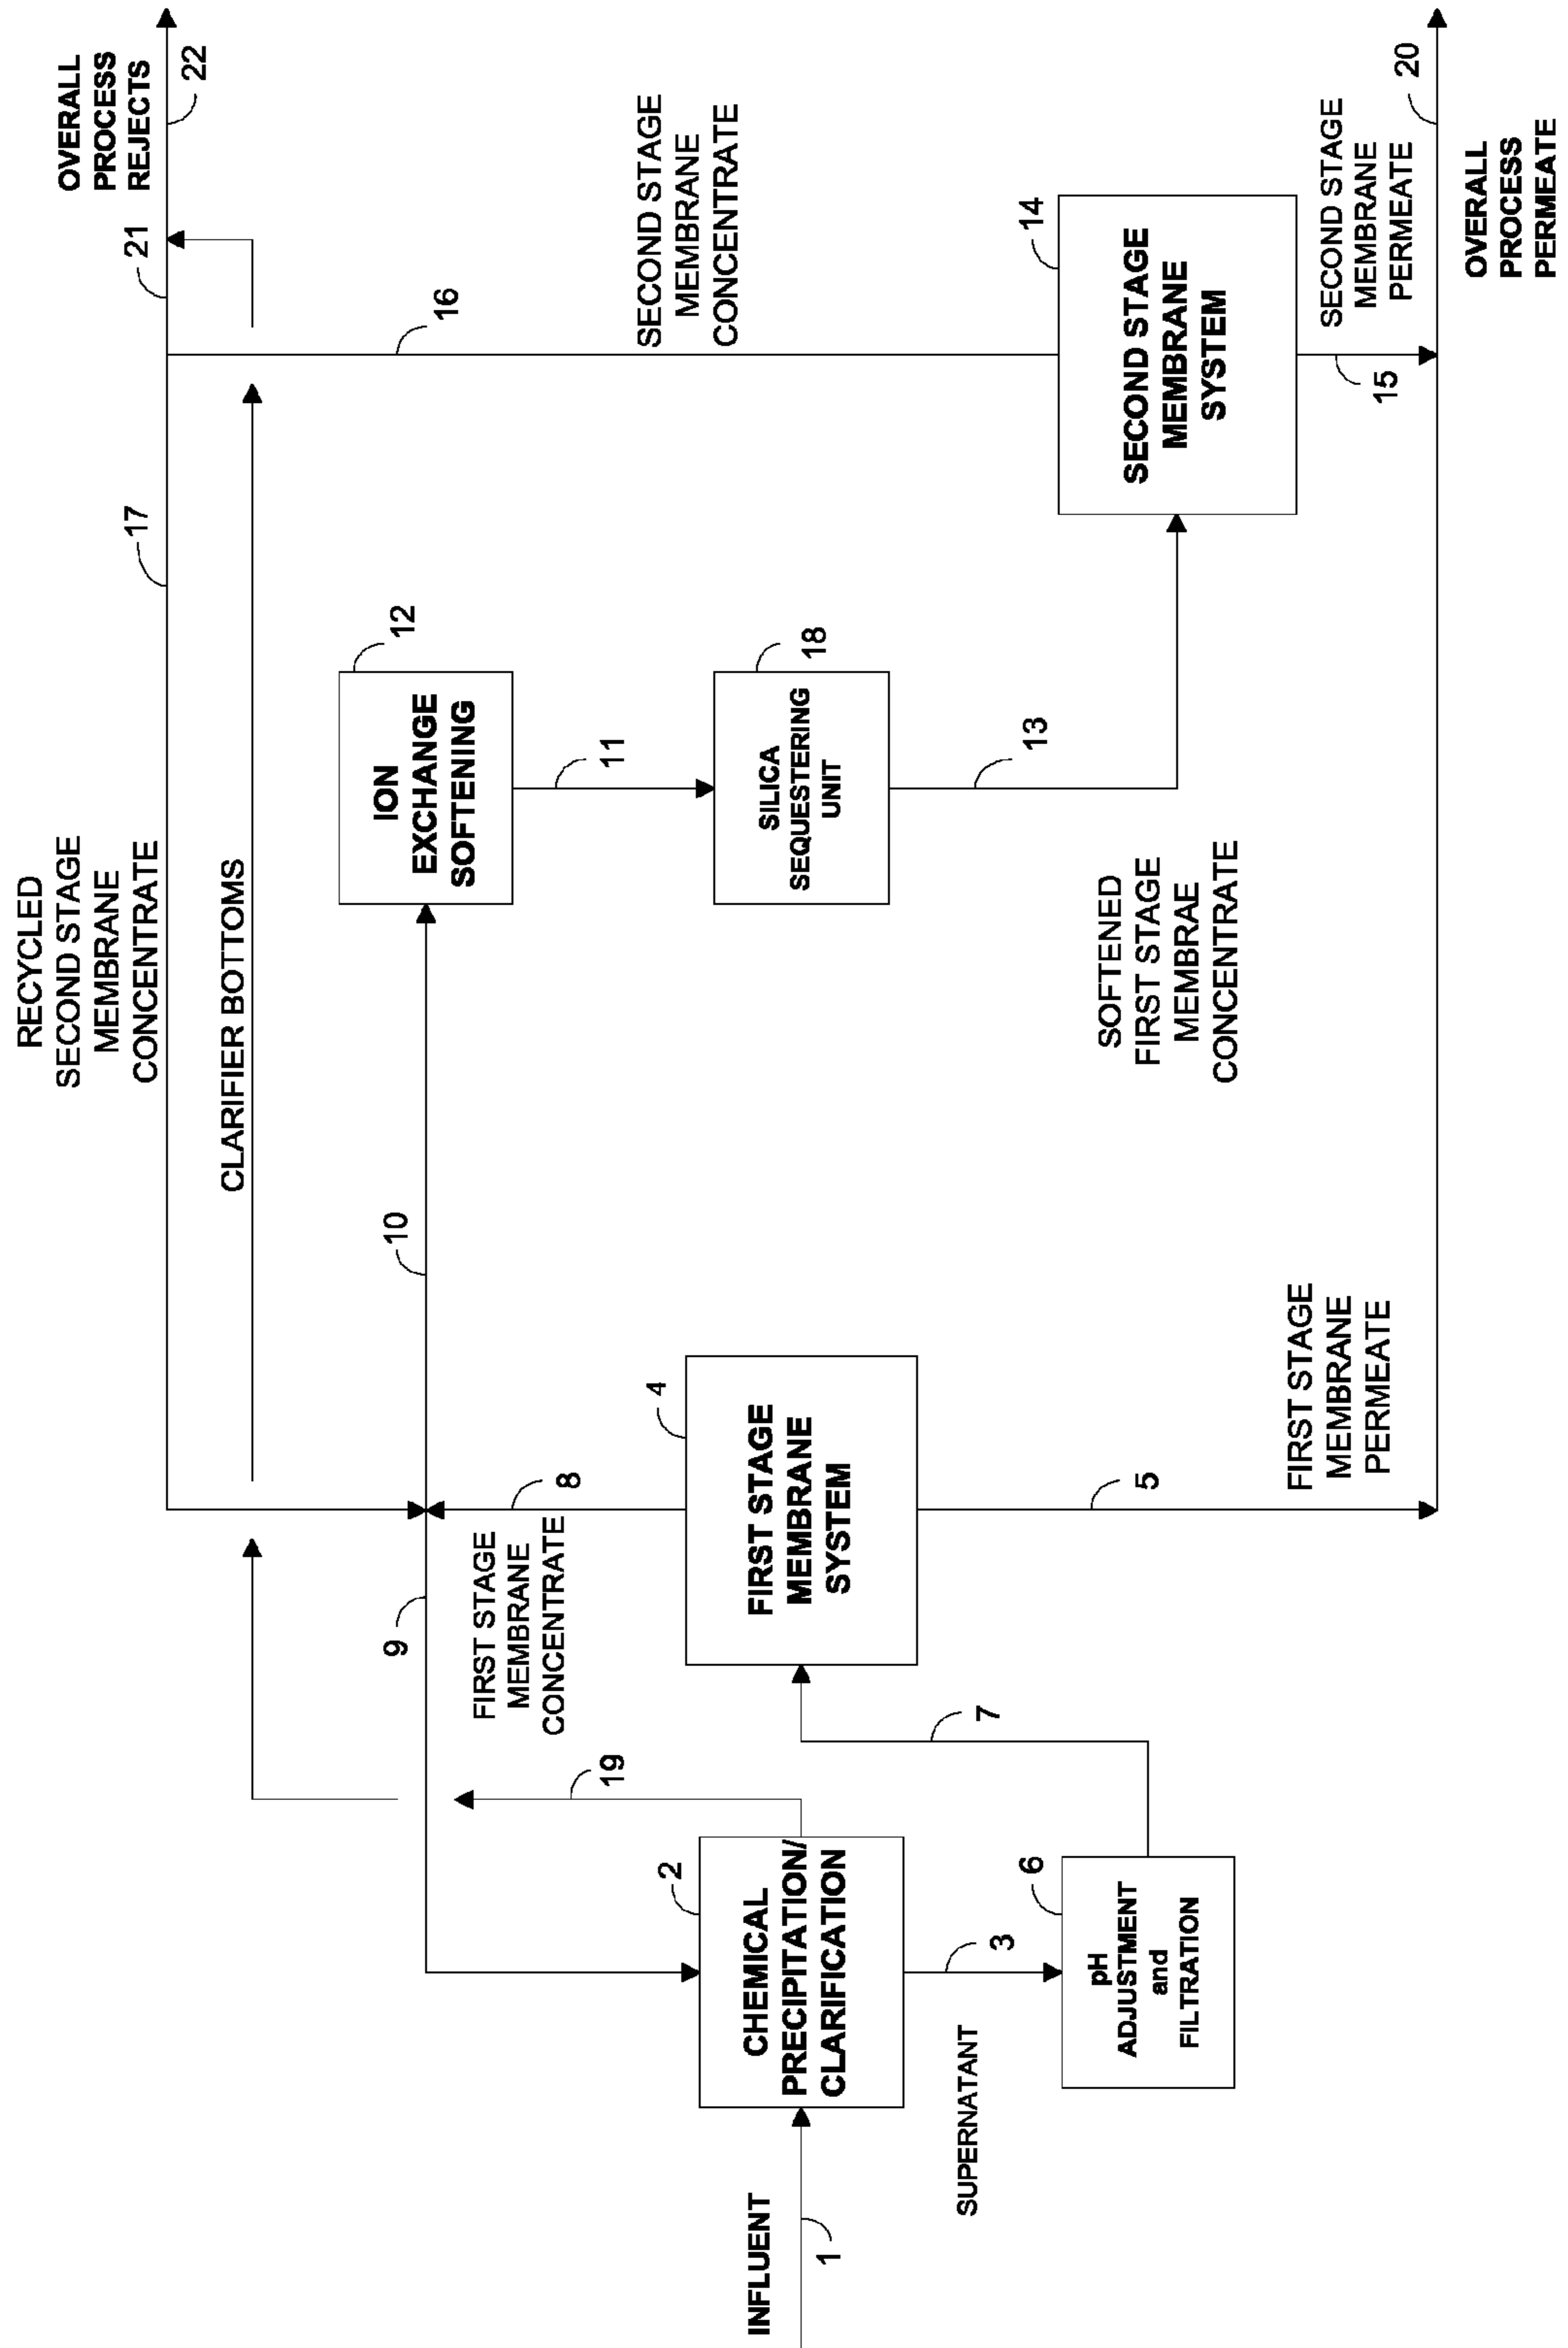 OVERALL
PROCESS
REJECTS
22
21
RECYCLED
SECOND STAGE
MEMBRANE
CONCENTRATE
17
CLARIFIER BOTTOMS
16
SECOND STAGE
MEMBRANE
CONCENTRATE
9
10
ION
EXCHANGE
SOFTENING
12
11
SILICA
SEQUESTERING
UNIT
18
13
SOFTENED
FIRST STAGE
MEMBRAE
CONCENTRATE
SECOND STAGE
MEMBRANE
SYSTEM
14
15
SECOND STAGE
MEMBRANE
PERMEATE
20
OVERALL
PROCESS
PERMEATE
FIRST STAGE
MEMBRANE
CONCENTRATE
8
FIRST STAGE
MEMBRANE
SYSTEM
4
5
FIRST STAGE
MEMBRANE
PERMEATE
19
7
INFLUENT
1
CHEMICAL
PRECIPITATION/
CLARIFICATION
2
SUPERNATANT
3
pH
ADJUSTMENT
and
FILTRATION
6